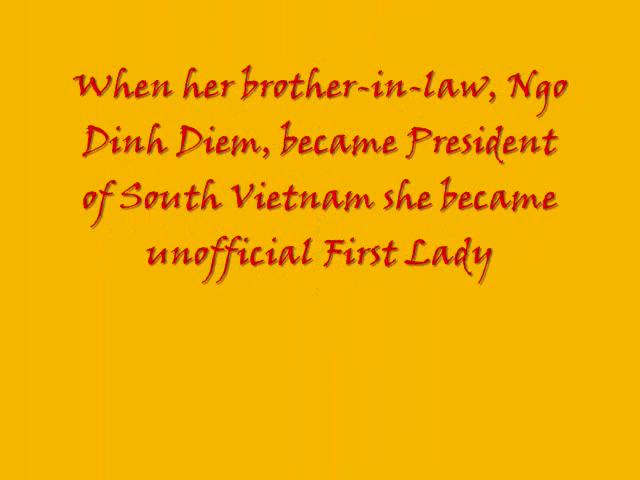 When her brother-in-law, Ngo
Dinh Diem, became President
of South Vietnam she became
unofficial First Lady